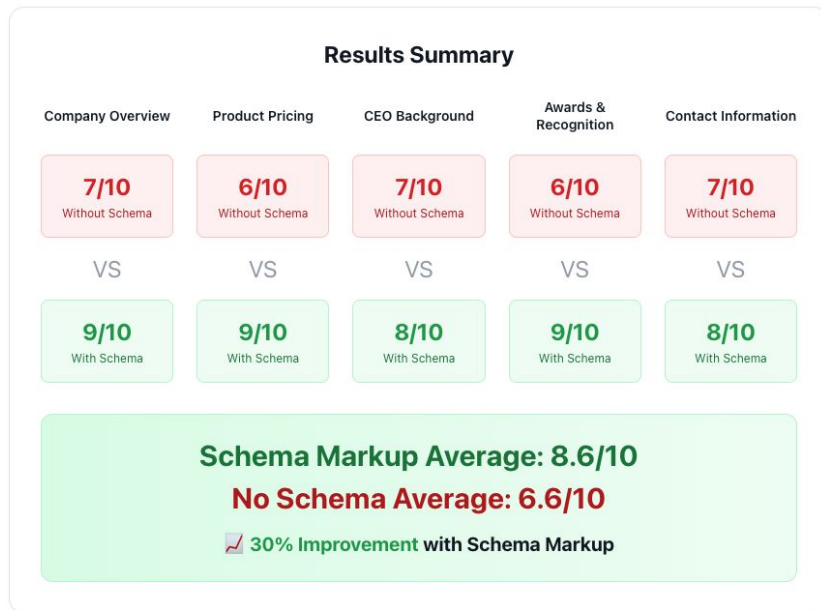 Results Summary
Company Overview
Product Pricing
CEO Background
Awards &
Recognition
Contact Information
7/10
Without Schema
6/10
Without Schema
7/10
Without Schema
6/10
Without Schema
7/10
Without Schema
VS
VS
VS
VS
VS
9/10
With Schema
9/10
With Schema
8/10
With Schema
9/10
With Schema
8/10
With Schema
Schema Markup Average: 8.6/10
No Schema Average: 6.6/10
📈 30% Improvement with Schema Markup